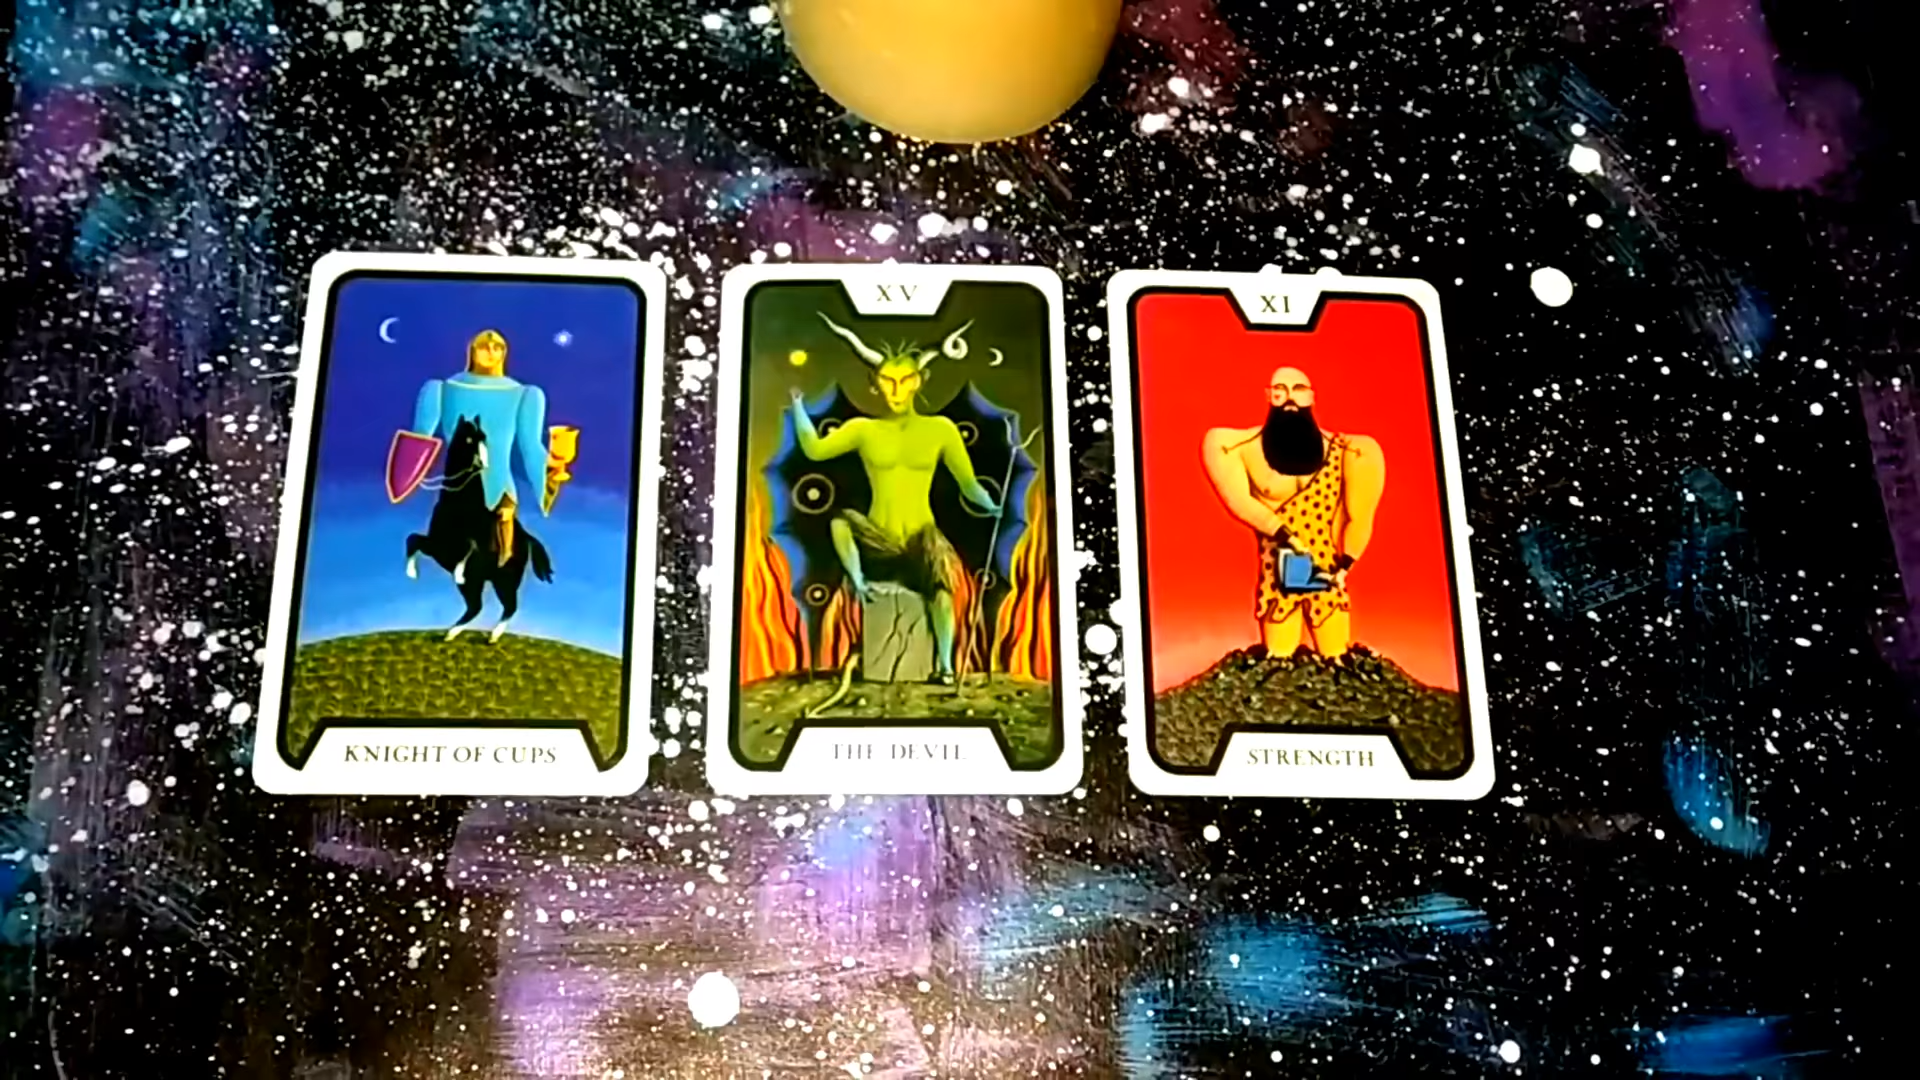 KNIGHT OF CUPS
XV
THE DEVIL
XI
STRENGTH